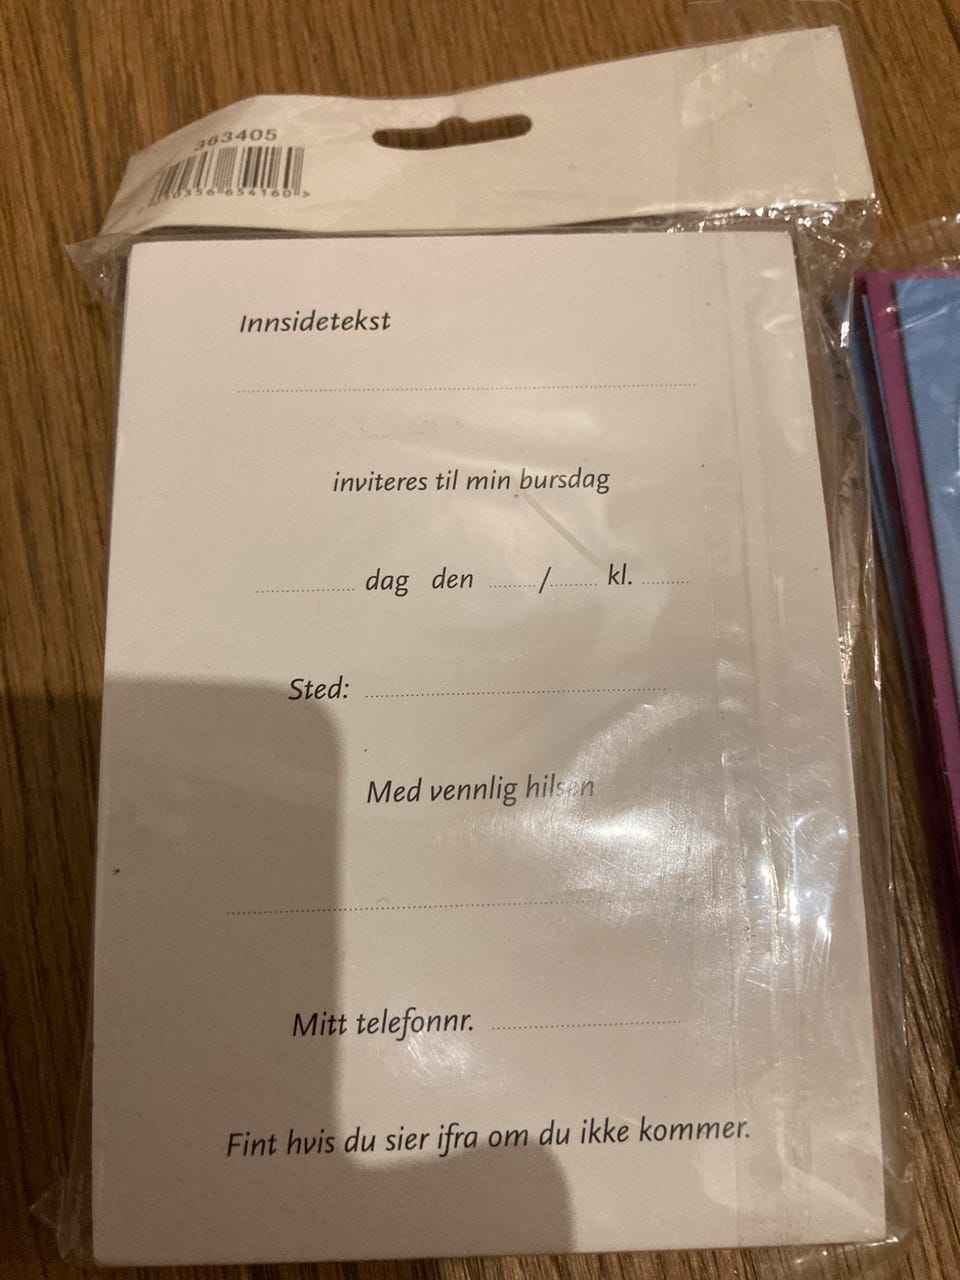 363405
Innsidetekst
inviteres til min bursdag
dag den / kl.
Sted:
Med vennlig hilsen
Mitt telefonnr.
Fint hvis du sier ifra om du ikke kommer.